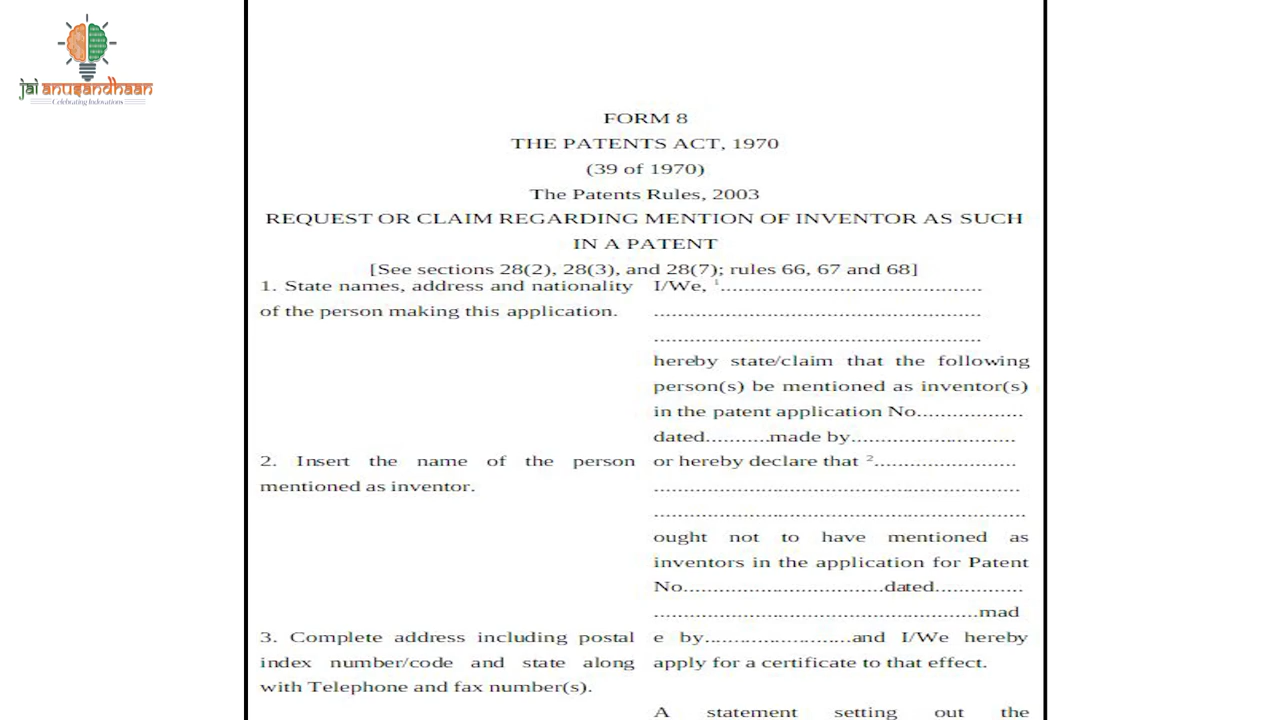 jai anusandhaan
Celebrating Indovations
FORM 8
THE PATENTS ACT, 1970
(39 of 1970)
The Patents Rules, 2003
REQUEST OR CLAIM REGARDING MENTION OF INVENTOR AS SUCH
IN A PATENT
[See sections 28(2), 28(3), and 28(7); rules 66, 67 and 68]
1. State names, address and nationality
of the person making this application.
2. Insert the name of the person
mentioned as inventor.
3. Complete address including postal
index number/code and state along
with Telephone and fax number(s).
I/We, ¹............................................
.......................................................
.......................................................
hereby state/claim that the following
person(s) be mentioned as inventor(s)
in the patent application No..................
dated...........made by............................
or hereby declare that ²........................
..............................................................
...............................................................
ought not to have mentioned as
inventors in the application for Patent
No..................................dated...............
.......................................................mad
e by.........................and I/We hereby
apply for a certificate to that effect.
A statement setting out the